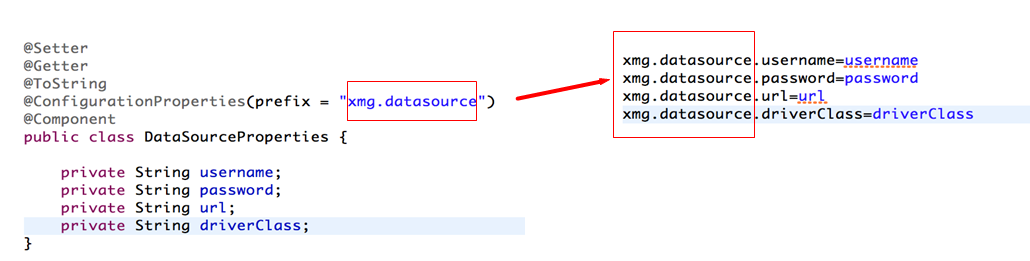 @Setter
@Getter
@ToString
@ConfigurationProperties(prefix = "xmg.datasource")
@Component
public class DataSourceProperties {
private String username;
private String password;
private String url;
private String driverClass;
}
xmg.datasource.username=username
xmg.datasource.password=password
xmg.datasource.url=url
xmg.datasource.driverClass=driverClass